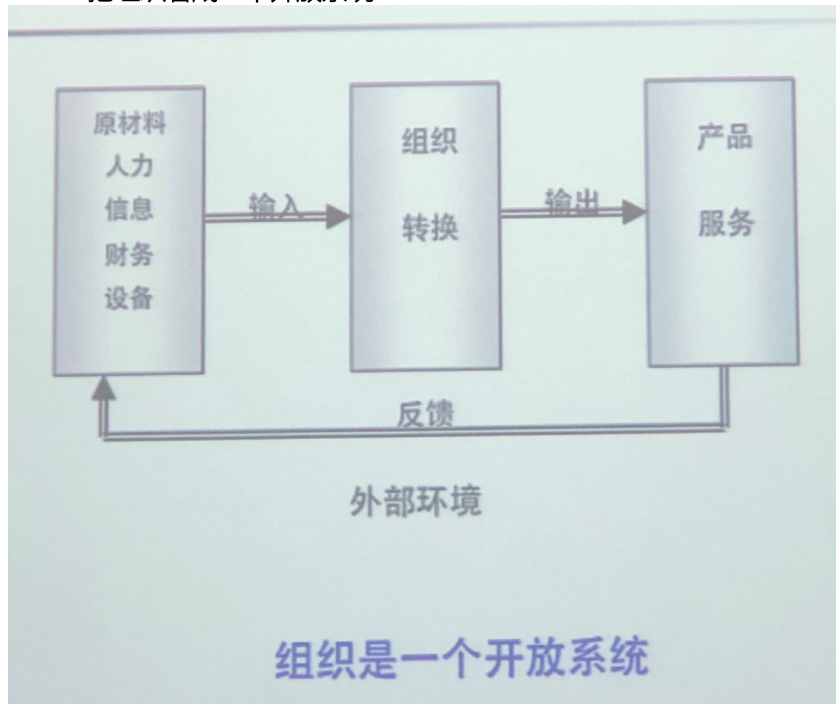 原材料
人力
信息
财务
设备
输入
组织
转换
输出
产品
服务
反馈
外部环境
组织是一个开放系统